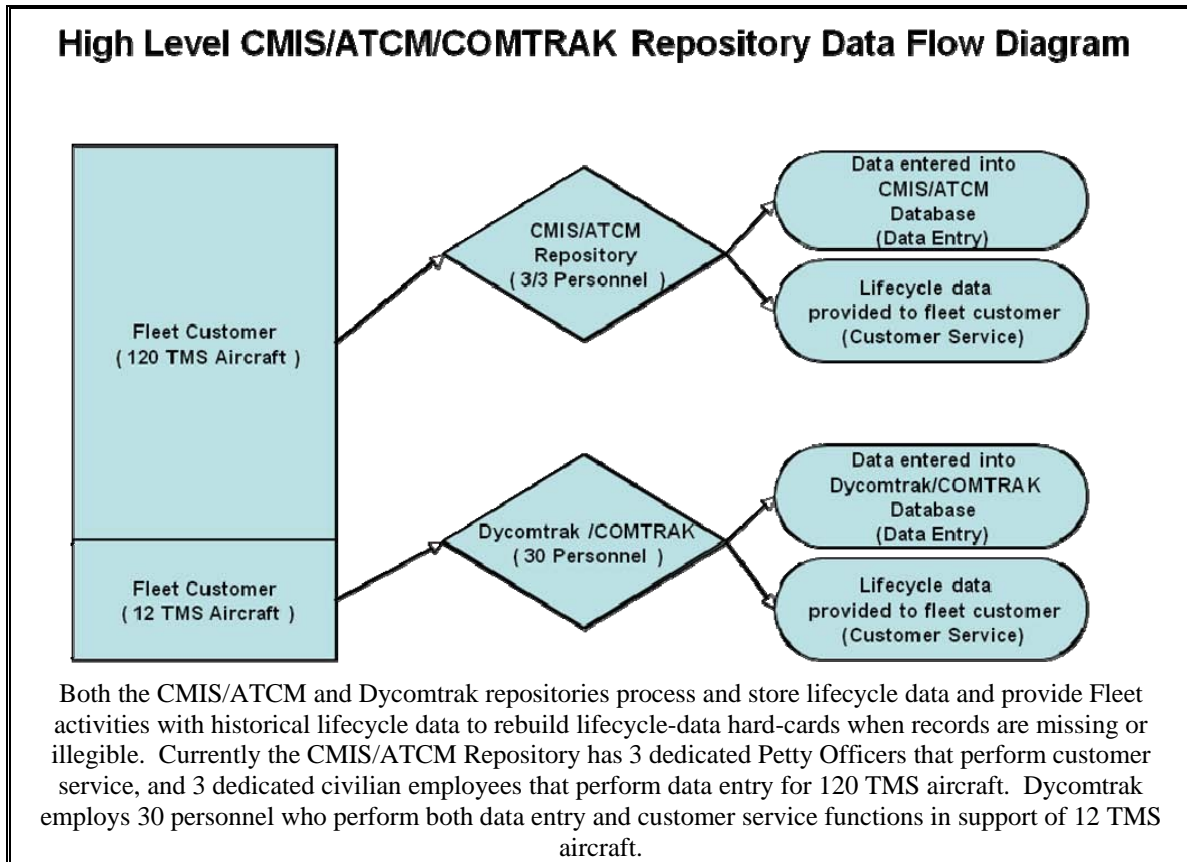 High Level CMIS/ATCM/COMTRAK Repository Data Flow Diagram
Fleet Customer
( 120 TMS Aircraft )
CMIS/ATCM
Repository
( 3/3 Personnel )
Data entered into
CMIS/ATCM
Database
(Data Entry)
Lifecycle data
provided to fleet customer
(Customer Service)
Fleet Customer
( 12 TMS Aircraft )
Dycomtrak /COMTRAK
( 30 Personnel )
Data entered into
Dycomtrak/COMTRAK
Database
(Data Entry)
Lifecycle data
provided to fleet customer
(Customer Service)
Both the CMIS/ATCM and Dycomtrak repositories process and store lifecycle data and provide Fleet
activities with historical lifecycle data to rebuild lifecycle-data hard-cards when records are missing or
illegible.  Currently the CMIS/ATCM Repository has 3 dedicated Petty Officers that perform customer
service, and 3 dedicated civilian employees that perform data entry for 120 TMS aircraft.  Dycomtrak
employs 30 personnel who perform both data entry and customer service functions in support of 12 TMS
aircraft.